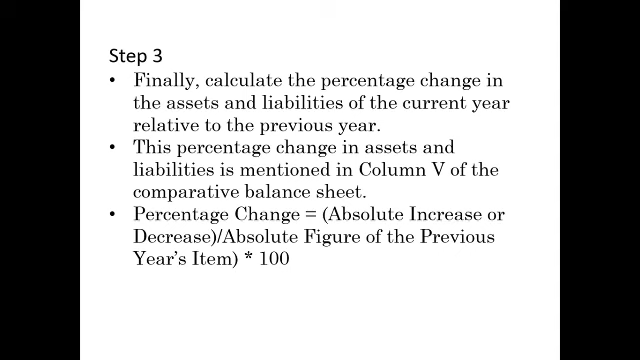 Step 3
• Finally, calculate the percentage change in
the assets and liabilities of the current year
relative to the previous year.
• This percentage change in assets and
liabilities is mentioned in Column V of the
comparative balance sheet.
• Percentage Change = (Absolute Increase or
Decrease)/Absolute Figure of the Previous
Year’s Item) * 100